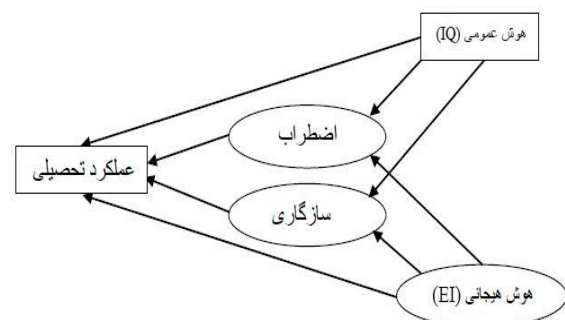 هوش عمومی (IQ)
اضطراب
عملکرد تحصیلی
سازگاری
هوش هیجانی (EI)